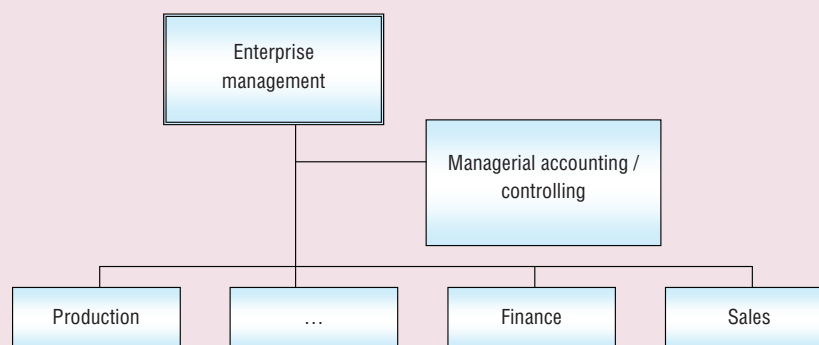 Enterprise
management
Managerial accounting /
controlling
Production
...
Finance
Sales